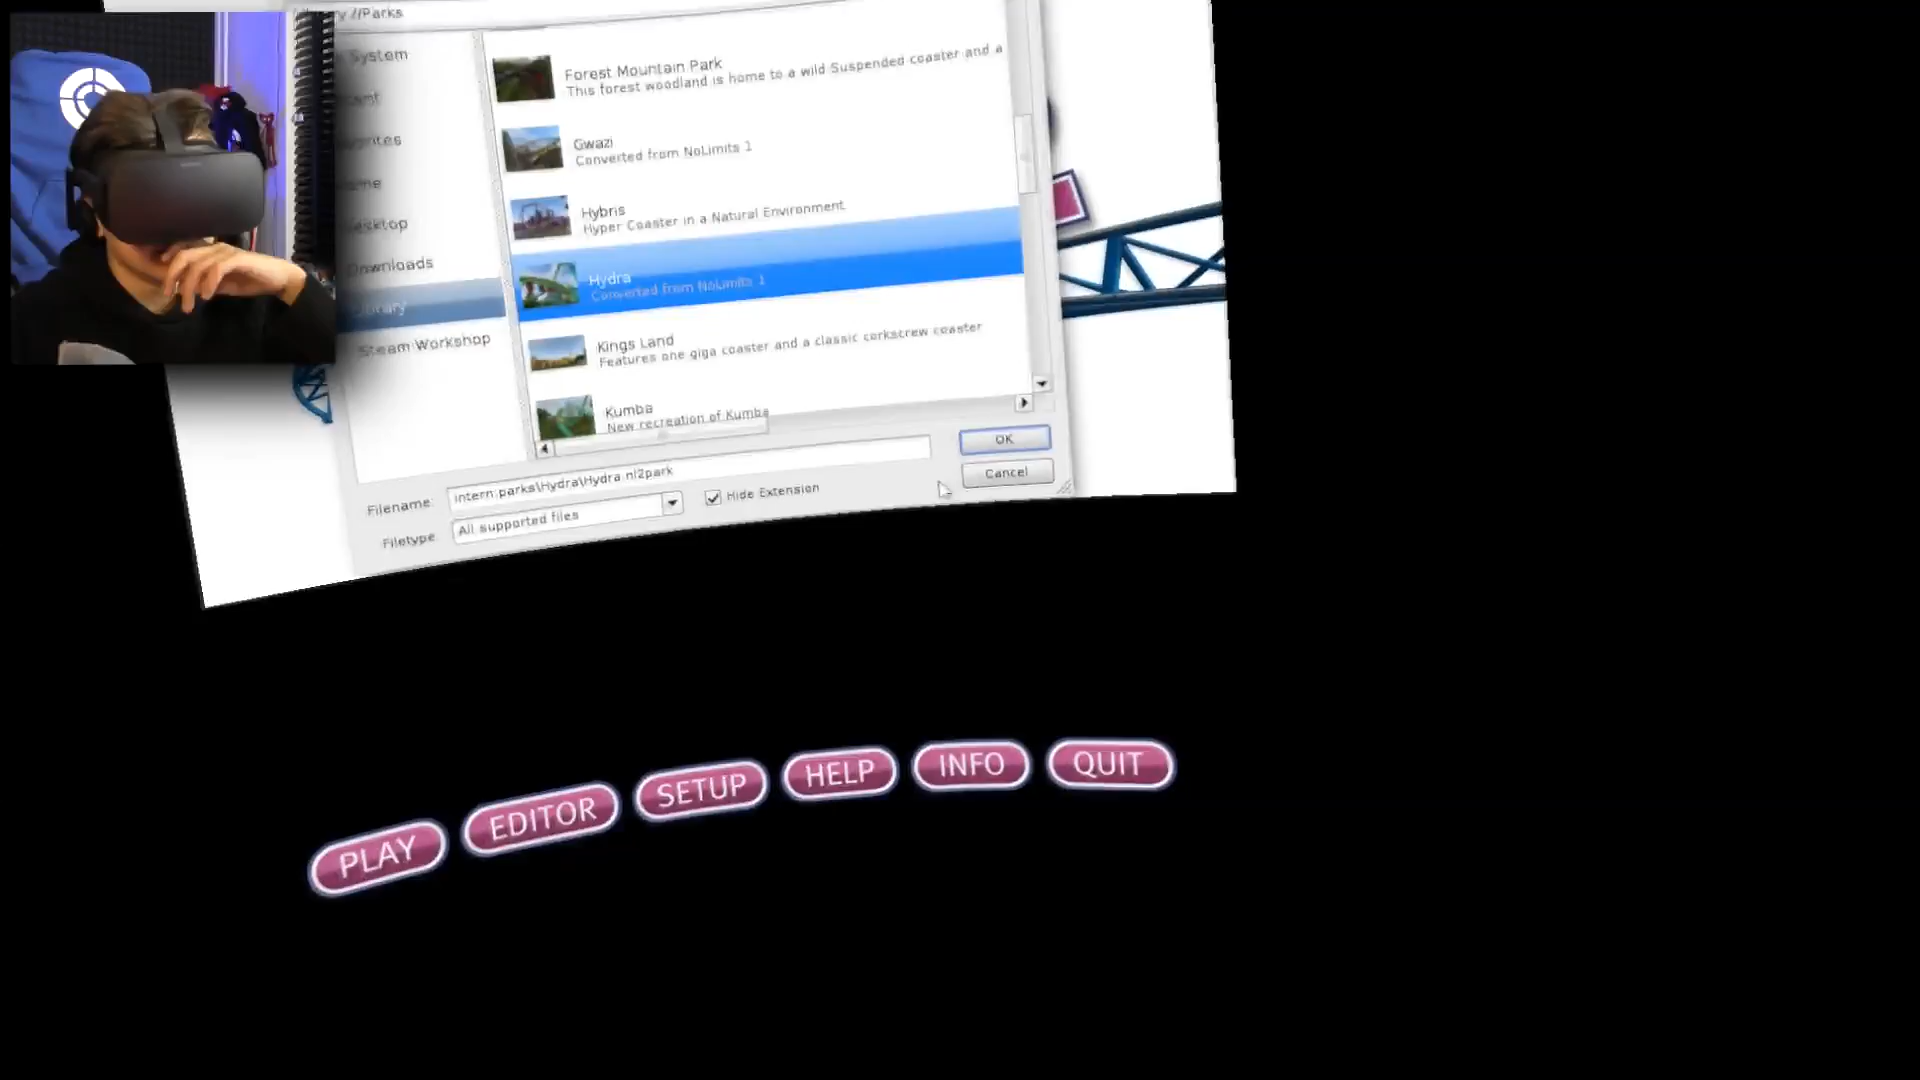 //Parks
System
Forest Mountain Park
This forest woodland is home to a wild Suspended coaster and a
Gwazi
Converted from NoLimits 1
Hybris
Hyper Coaster in a Natural Environment
Desktop
Downloads
Hydra
Converted from NoLimits 1
Library
Steam Workshop
Kings Land
Features one giga coaster and a classic corkscrew coaster
Kumba
New recreation of Kumba
OK
Cancel
Filename: intern:parks\Hydra\Hydra.nl2park
Filetype: All supported files
Hide Extension
PLAY
EDITOR
SETUP
HELP
INFO
QUIT